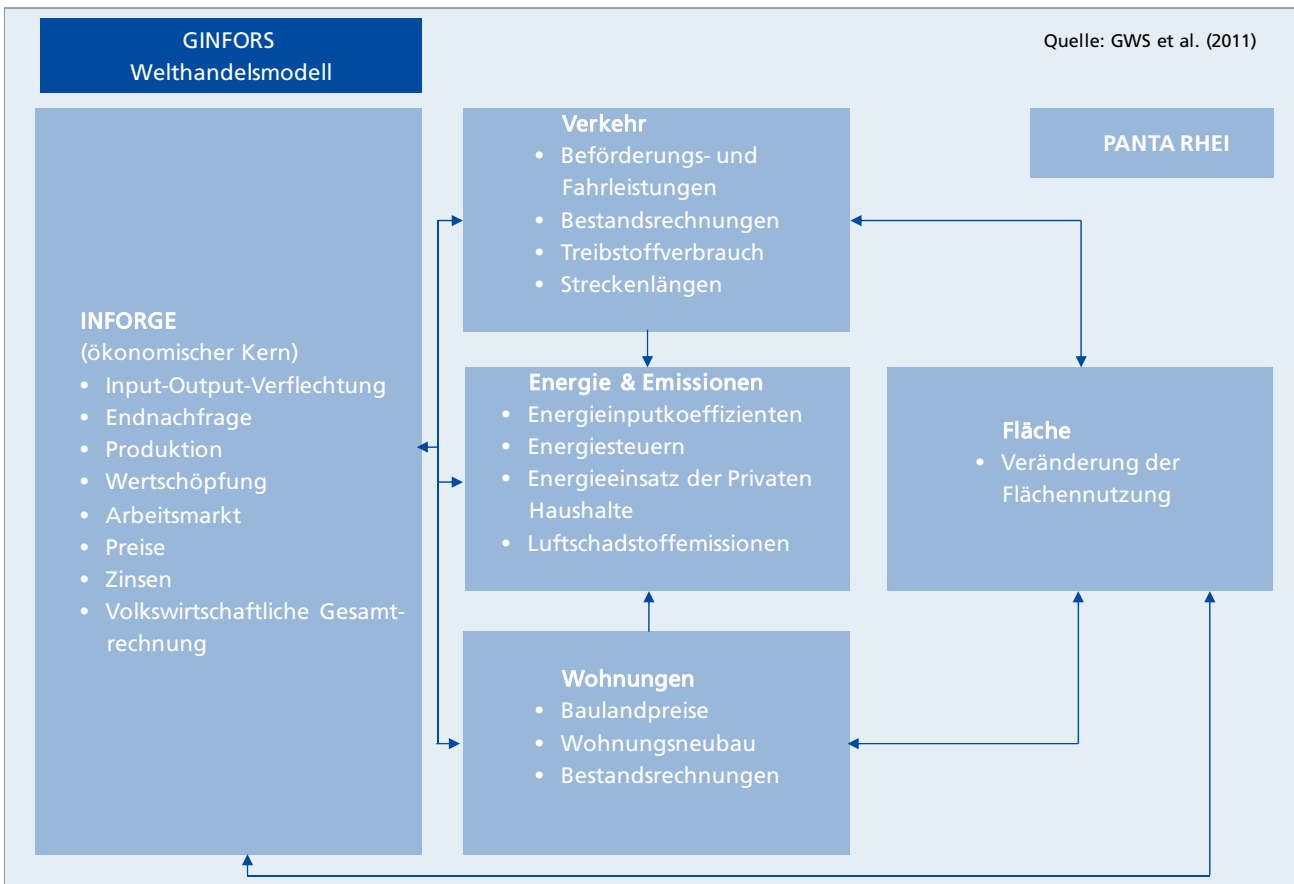 GINFORS
Welthandelsmodell
Quelle: GWS et al. (2011)
PANTA RHEI
INFORGE
(ökonomischer Kern)
• Input-Output-Verflechtung
• Endnachfrage
• Produktion
• Wertschöpfung
• Arbeitsmarkt
• Preise
• Zinsen
• Volkswirtschaftliche Gesamt-
rechnung
Verkehr
• Beförderungs- und
Fahrleistungen
• Bestandsrechnungen
• Treibstoffverbrauch
• Streckenlängen
Energie & Emissionen
• Energieinputkoeffizienten
• Energiesteuern
• Energieeinsatz der Privaten
Haushalte
• Luftschadstoffemissionen
Wohnungen
• Baulandpreise
• Wohnungsneubau
• Bestandsrechnungen
Fläche
• Veränderung der
Flächennutzung